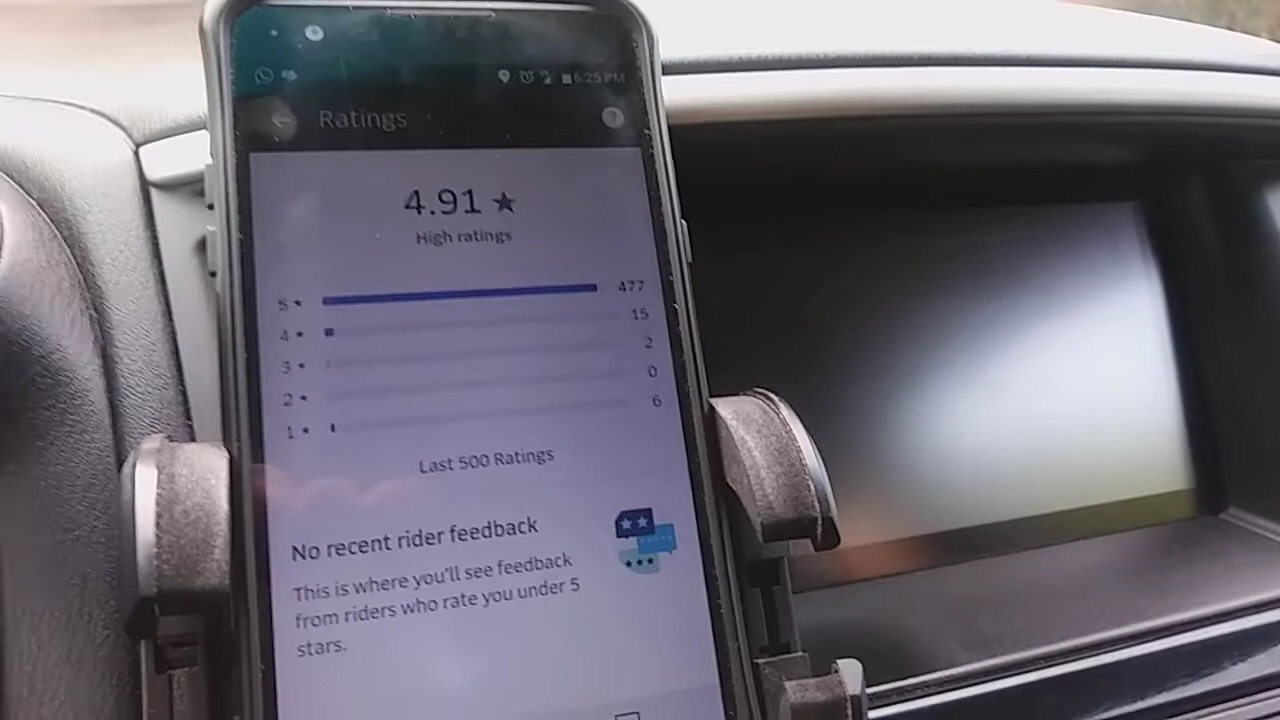 6:25 PM
Ratings
4.91 ★
High ratings
5 ★ 477
4 ★ 15
3 ★ 2
2 ★ 0
1 ★ 6
Last 500 Ratings
No recent rider feedback
This is where you'll see feedback
from riders who rate you under 5
stars.